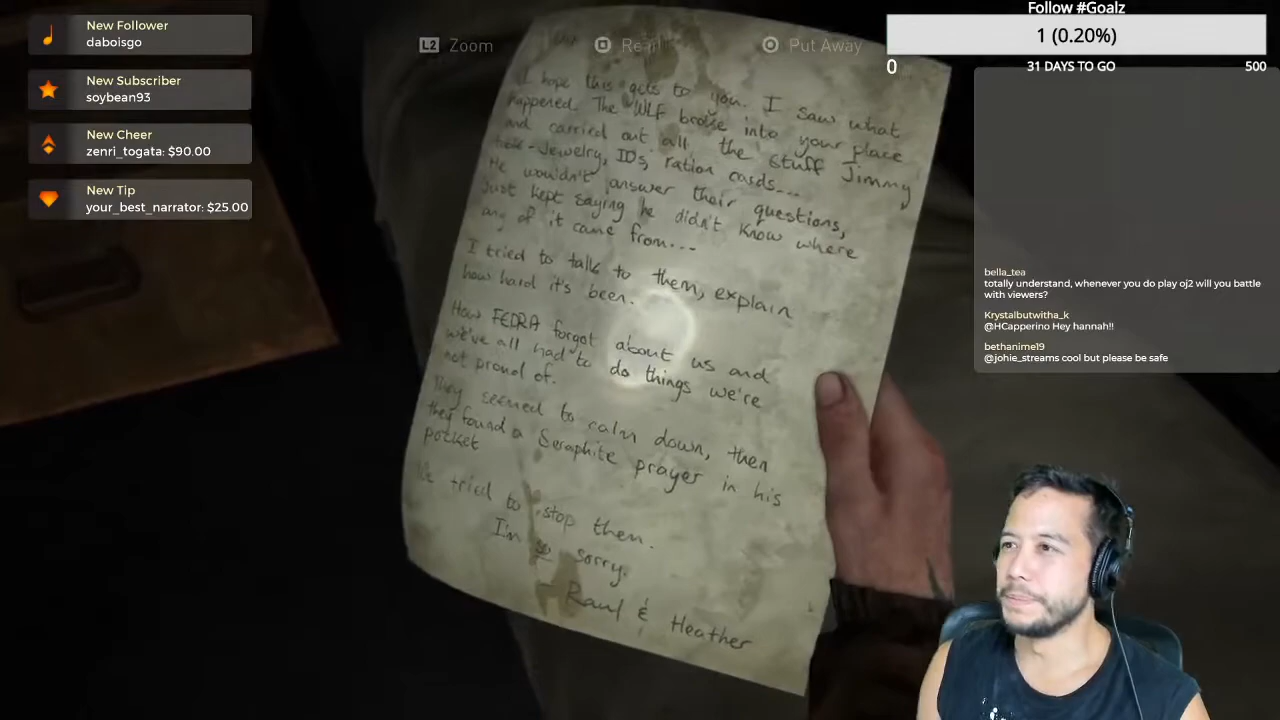 New Follower
daboisgo
New Subscriber
soybean93
New Cheer
zenri_togata: $90.00
New Tip
your_best_narrator: $25.00
L2 Zoom
Read
Put Away
I hope this gets to you. I saw what
happened. The WLF broke into your place
and carried out all the stuff Jimmy
took - Jewelry, IDs, ration cards...
He wouldn't answer their questions,
Just kept saying he didn't know where
any of it came from...
I tried to talk to them, explain
how hard it's been.
How FEDRA forgot about us and
we've all had to do things we're
not proud of.
They seemed to calm down, then
they found a Seraphite prayer in his
pocket
We tried to stop them.
I'm so sorry.
- Raul & Heather
Follow #Goalz
1 (0.20%)
0
31 DAYS TO GO
500
bella_tea
totally understand, whenever you do play oj2 will you battle
with viewers?
Krystalbutwitha_k
@HCapperino Hey hannah!!
bethanime19
@johie_streams cool but please be safe